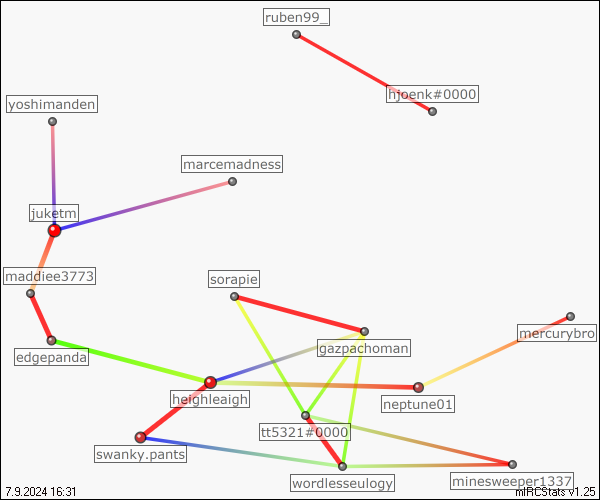 ruben99_
hjoenk#0000
yoshimanden
marcemadness
juketm
maddiee3773
sorapie
mercurybro
gazpachoman
edgepanda
heighleaigh
neptune01
tt5321#0000
swanky.pants
wordlesseulogy
minesweeper1337
7.9.2024 16:31
mIRCStats v1.25